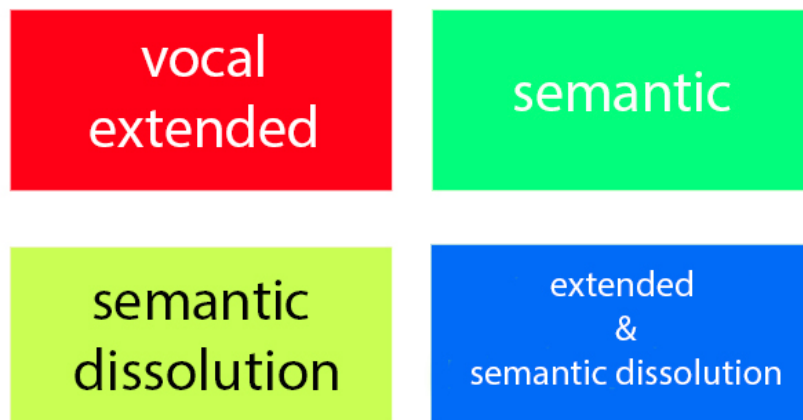 vocal
extended
semantic
semantic
dissolution
extended
&
semantic dissolution